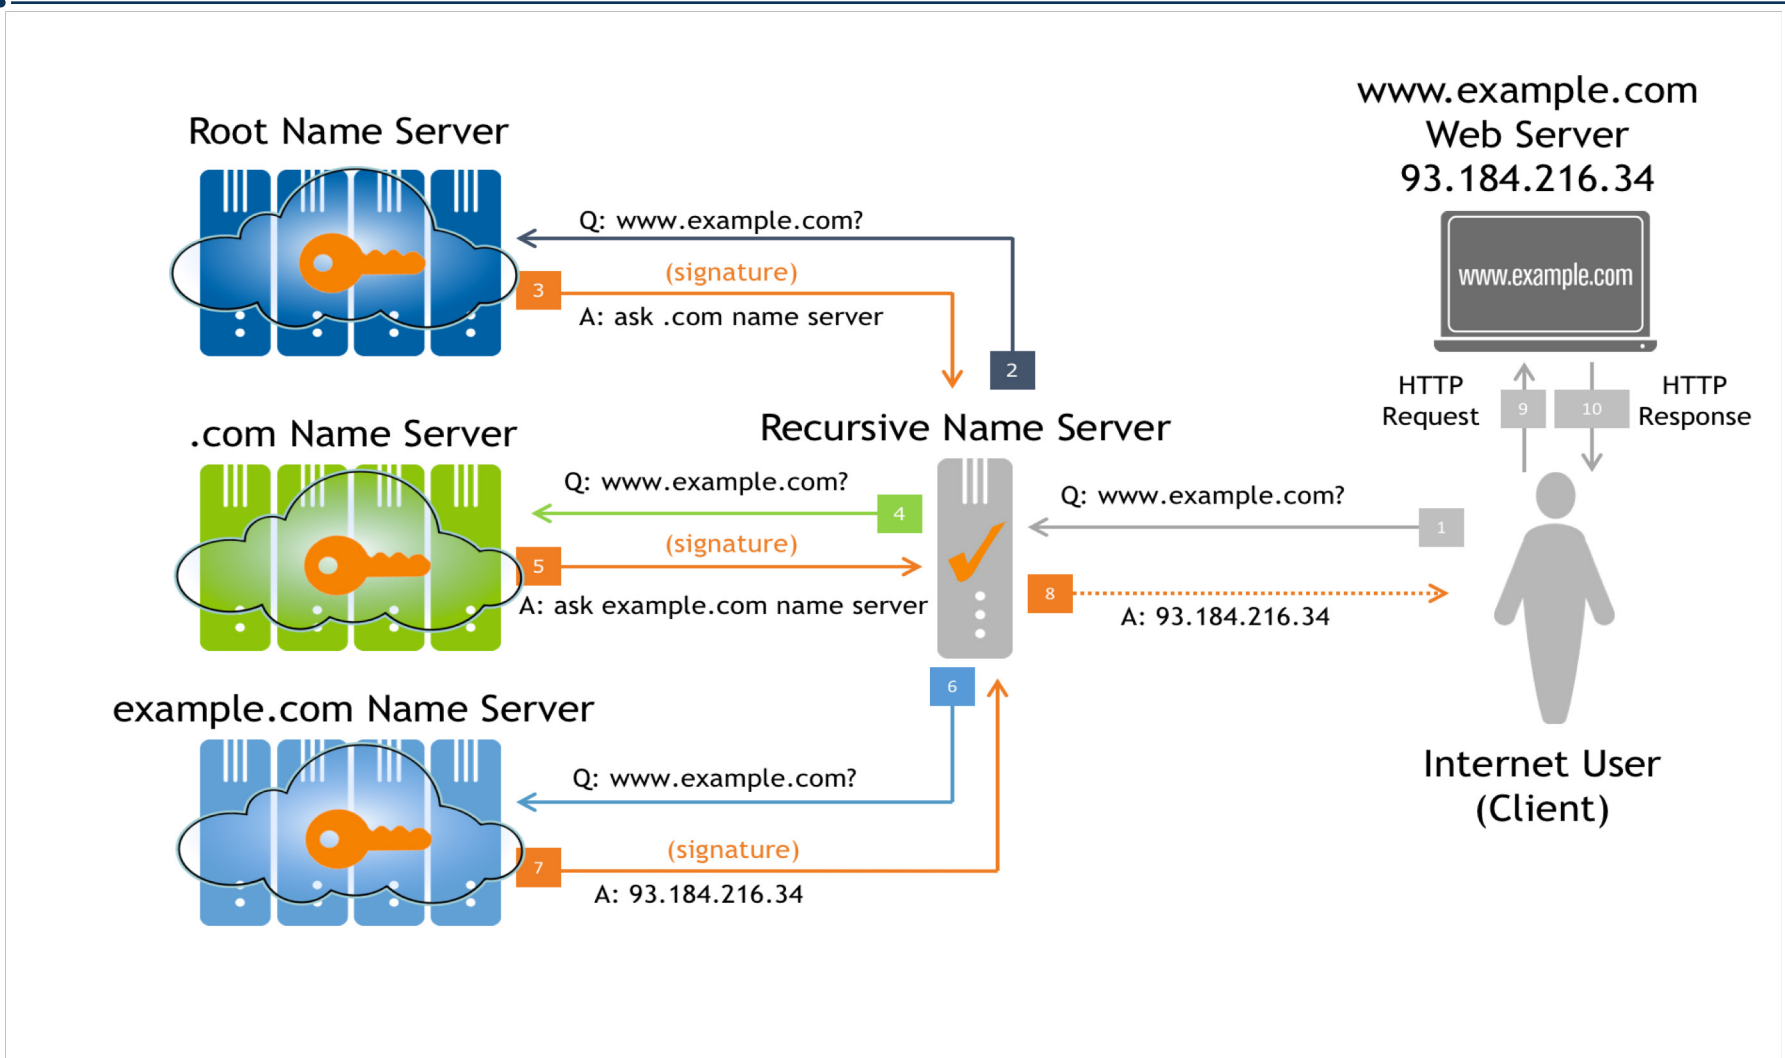 www.example.com
Web Server
93.184.216.34
www.example.com
Root Name Server
Q: www.example.com?
(signature)
3
A: ask .com name server
2
HTTP
Request
9
10
HTTP
Response
.com Name Server
Recursive Name Server
Q: www.example.com?
4
(signature)
5
A: ask example.com name server
Q: www.example.com?
1
8
A: 93.184.216.34
6
example.com Name Server
Q: www.example.com?
(signature)
7
A: 93.184.216.34
Internet User
(Client)